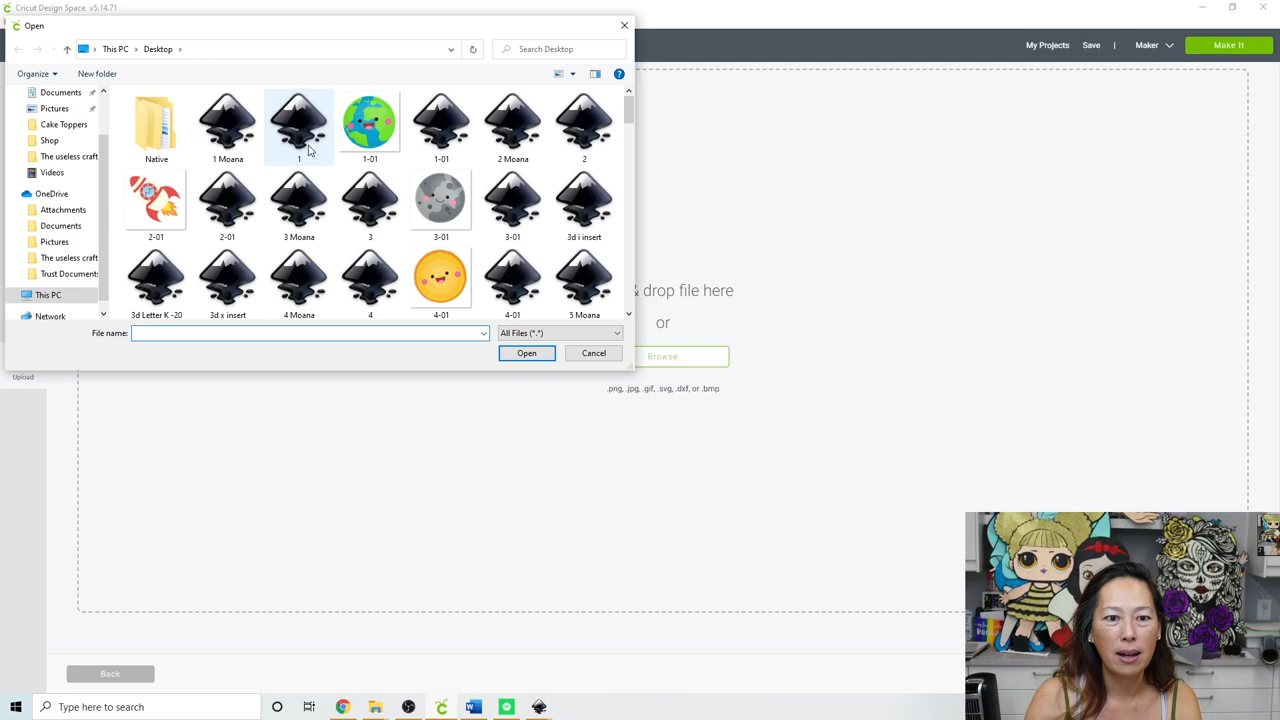 Cricut Design Space v5.14.71
Open
This PC
Desktop
Search Desktop
My Projects
Save
|
Maker
Make It
Organize
New folder
Documents
Pictures
Cake Toppers
Shop
The useless craft
Videos
OneDrive
Attachments
Documents
Pictures
The useless craft
Trust Documents
This PC
Network
Native
1 Moana
1
1-01
1-01
2 Moana
2
2-01
2-01
3 Moana
3
3-01
3-01
3d i insert
3d Letter K -20
3d x insert
4 Moana
4
4-01
4-01
5 Moana
File name:
All Files (*.*)
Open
Cancel
& drop file here
or
Browse
.png, .jpg, .gif, .svg, .dxf, or .bmp
Upload
Back
Type here to search